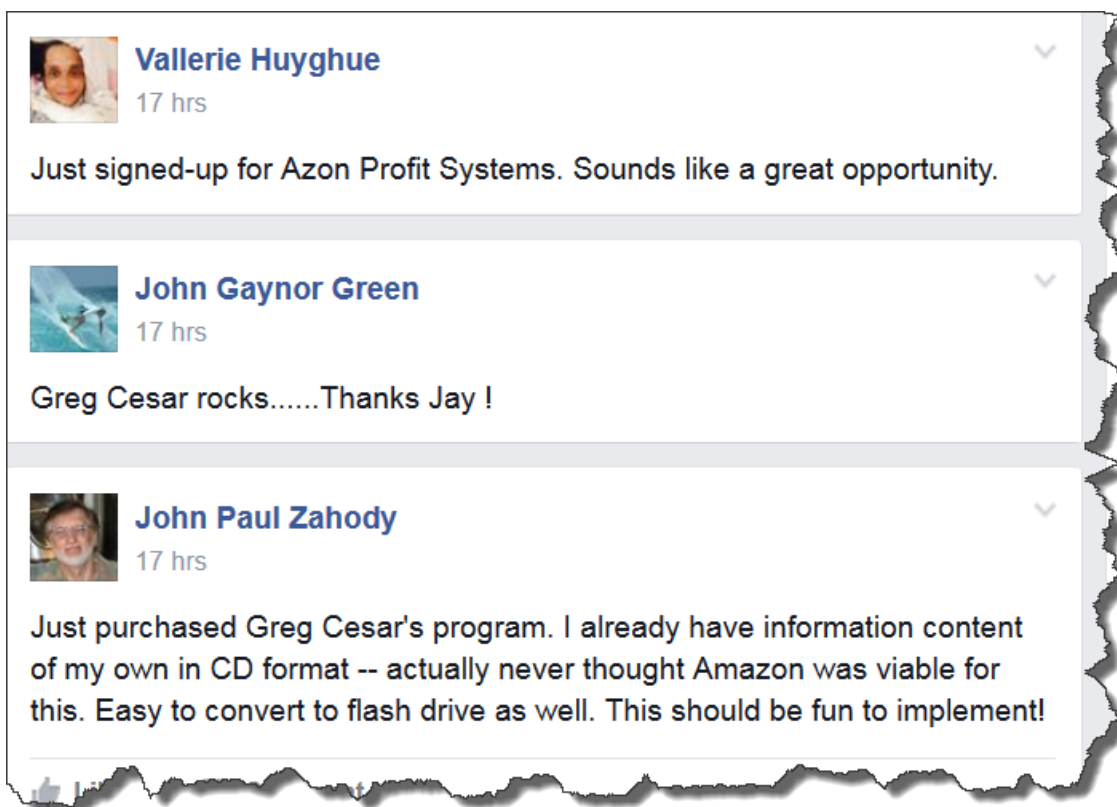 Vallerie Huyghue
17 hrs
Just signed-up for Azon Profit Systems. Sounds like a great opportunity.
John Gaynor Green
17 hrs
Greg Cesar rocks......Thanks Jay !
John Paul Zahody
17 hrs
Just purchased Greg Cesar's program. I already have information content
of my own in CD format -- actually never thought Amazon was viable for
this. Easy to convert to flash drive as well. This should be fun to implement!